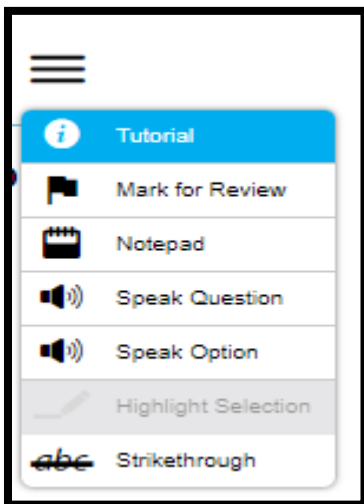 Tutorial
Mark for Review
Notepad
Speak Question
Speak Option
Highlight Selection
abc Strikethrough